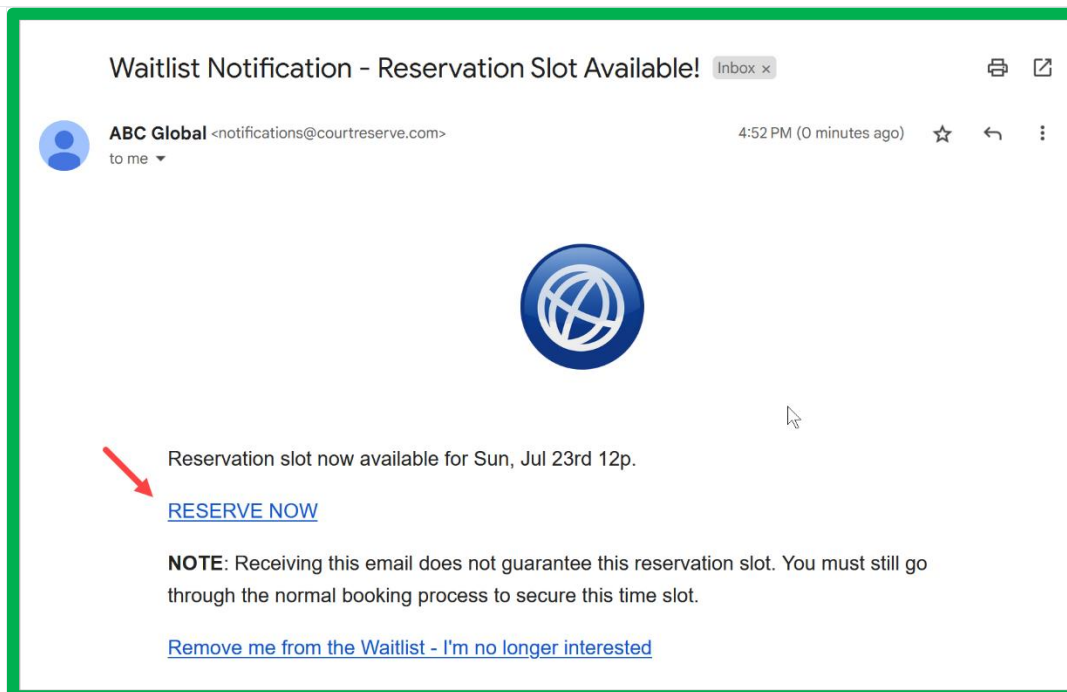 Waitlist Notification - Reservation Slot Available! Inbox ×
ABC Global <notifications@courtreserve.com> 4:52 PM (0 minutes ago)
to me
Reservation slot now available for Sun, Jul 23rd 12p.
RESERVE NOW
NOTE: Receiving this email does not guarantee this reservation slot. You must still go
through the normal booking process to secure this time slot.
Remove me from the Waitlist - I'm no longer interested